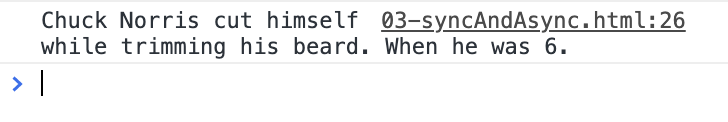 Chuck Norris cut himself 03-syncAndAsync.html:26
while trimming his beard. When he was 6.
>